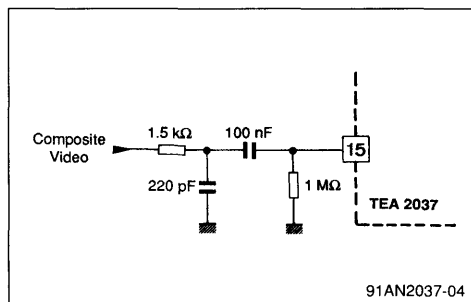 Composite
Video
1.5 kΩ
100 nF
220 pF
1 MΩ
15
TEA 2037
91AN2037-04